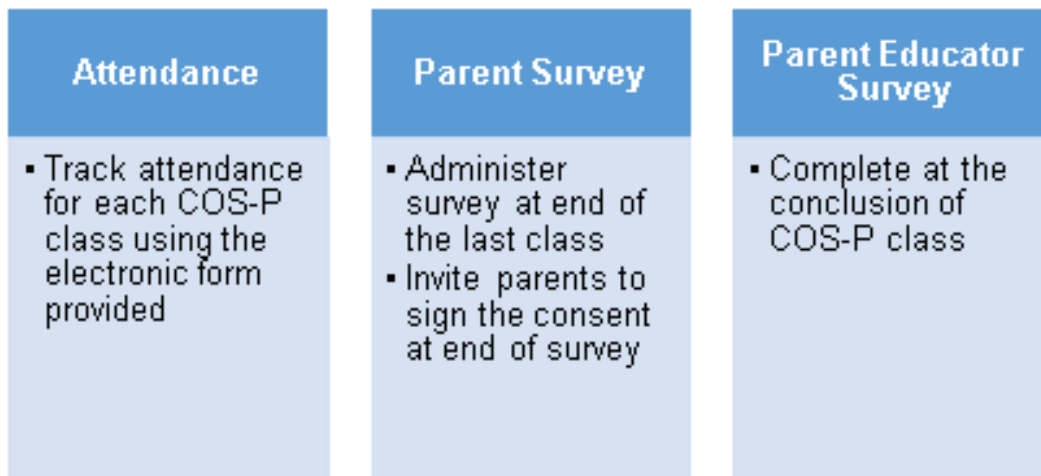 Attendance
▪ Track attendance
for each COS-P
class using the
electronic form
provided
Parent Survey
▪ Administer
survey at end of
the last class
▪ Invite parents to
sign the consent
at end of survey
Parent Educator
Survey
▪ Complete at the
conclusion of
COS-P class